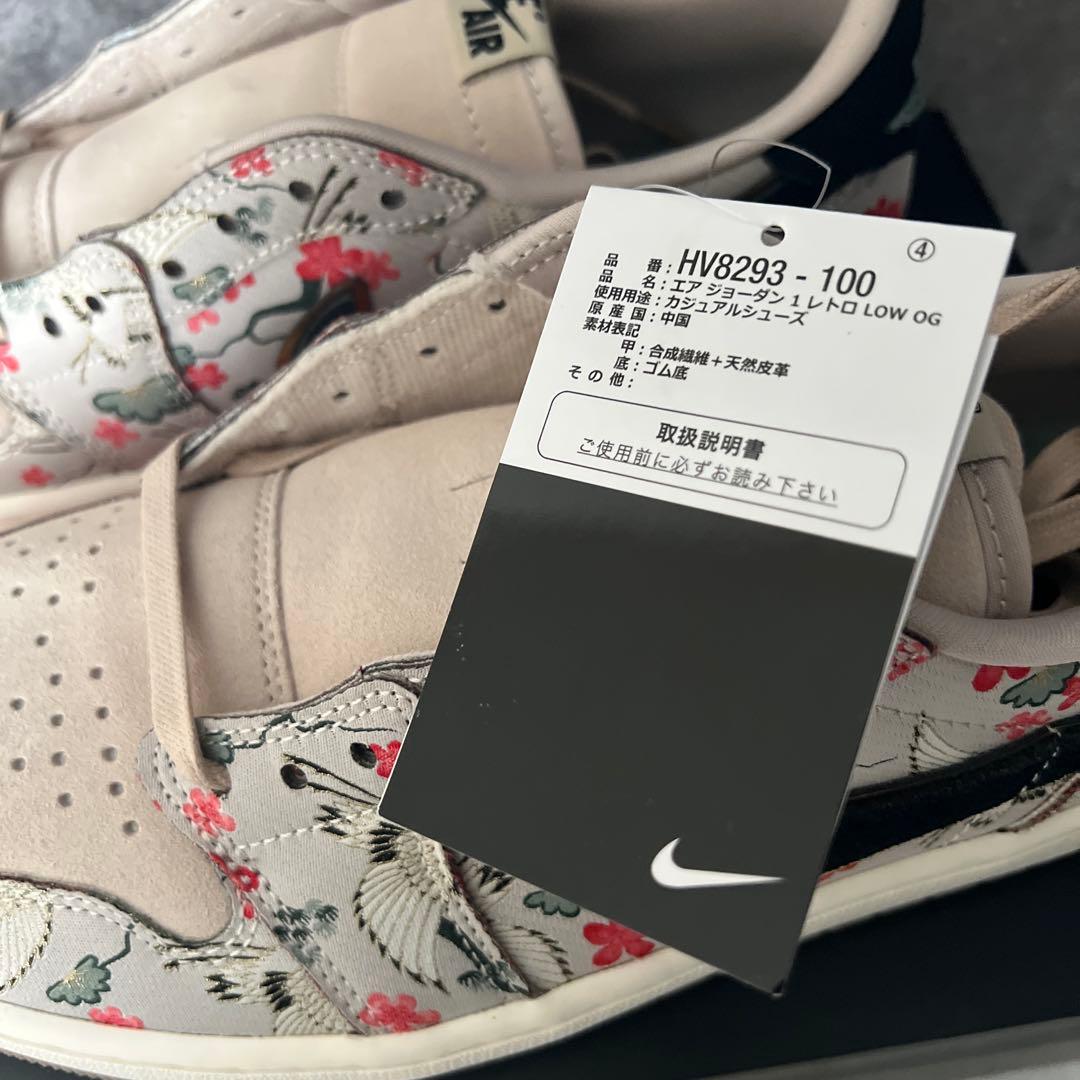 AIR
④
品番：HV8293 - 100
品名：エア ジョーダン 1 レトロ LOW OG
使用用途：カジュアルシューズ
原産国：中国
素材表記
甲：合成繊維＋天然皮革
底：ゴム底
その他：
取扱説明書
ご使用前に必ずお読み下さい